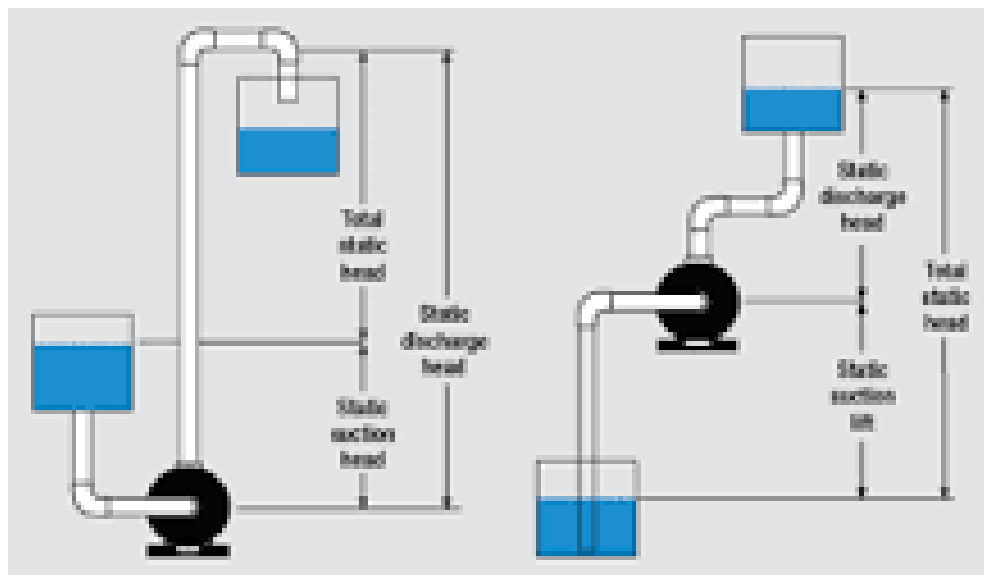 Total
static
head
Static
discharge
head
Static
suction
head
Static
discharge
head
Total
static
head
Static
suction
lift